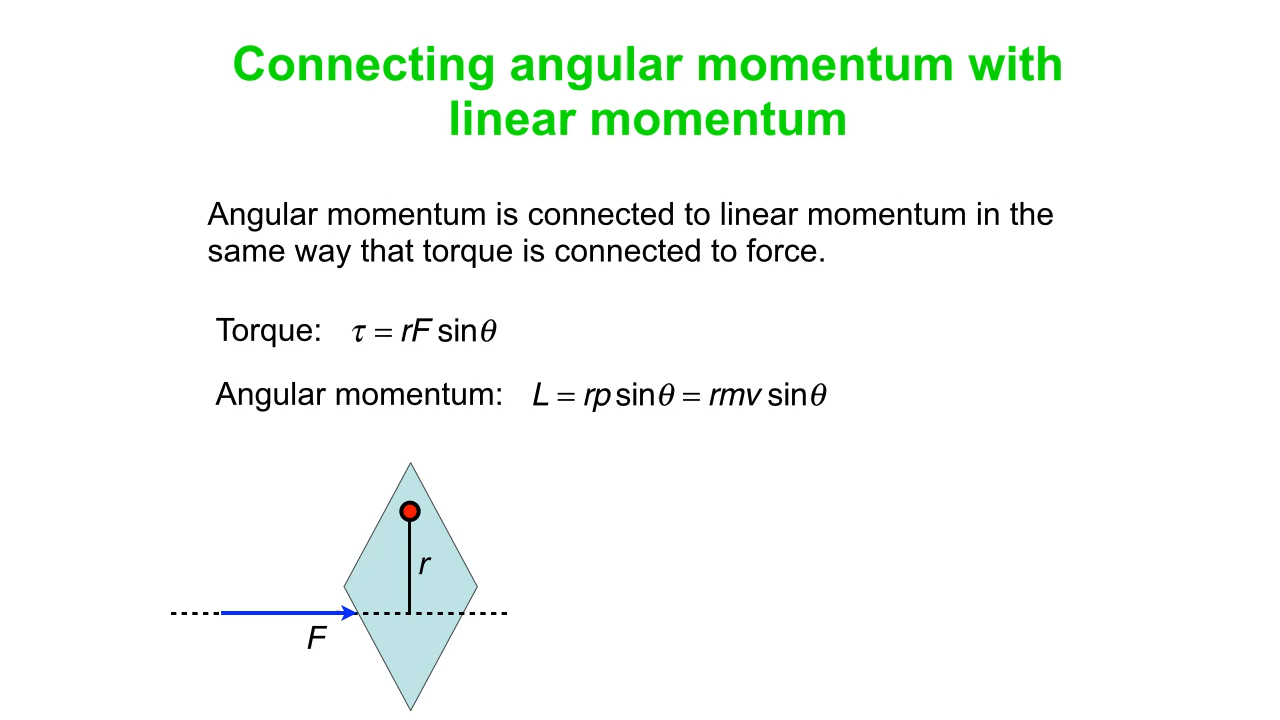 Connecting angular momentum with
linear momentum
Angular momentum is connected to linear momentum in the
same way that torque is connected to force.
Torque: τ = rF sinθ
Angular momentum: L = rp sinθ = rmv sinθ
r
F